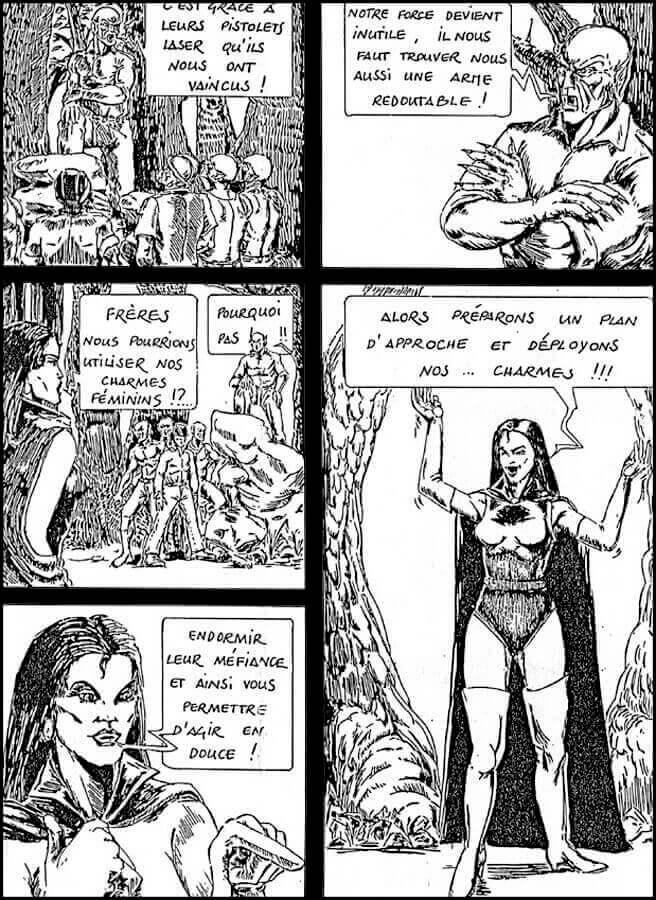 C'EST GRÂCE À
LEURS PISTOLETS
LASER QU'ILS
NOUS ONT
VAINCUS !
NOTRE FORCE DEVIENT
INUTILE, IL NOUS
FAUT TROUVER NOUS
AUSSI UNE ARME
REDOUTABLE !
FRÈRES
NOUS POURRIONS
UTILISER NOS
CHARMES
FÉMININS !?...
POURQUOI
PAS !!
ENDORMIR
LEUR MÉFIANCE
ET AINSI VOUS
PERMETTRE
D'AGIR EN
DOUCE !
ALORS PRÉPARONS UN PLAN
D'APPROCHE ET DÉPLOYONS
NOS ... CHARMES !!!